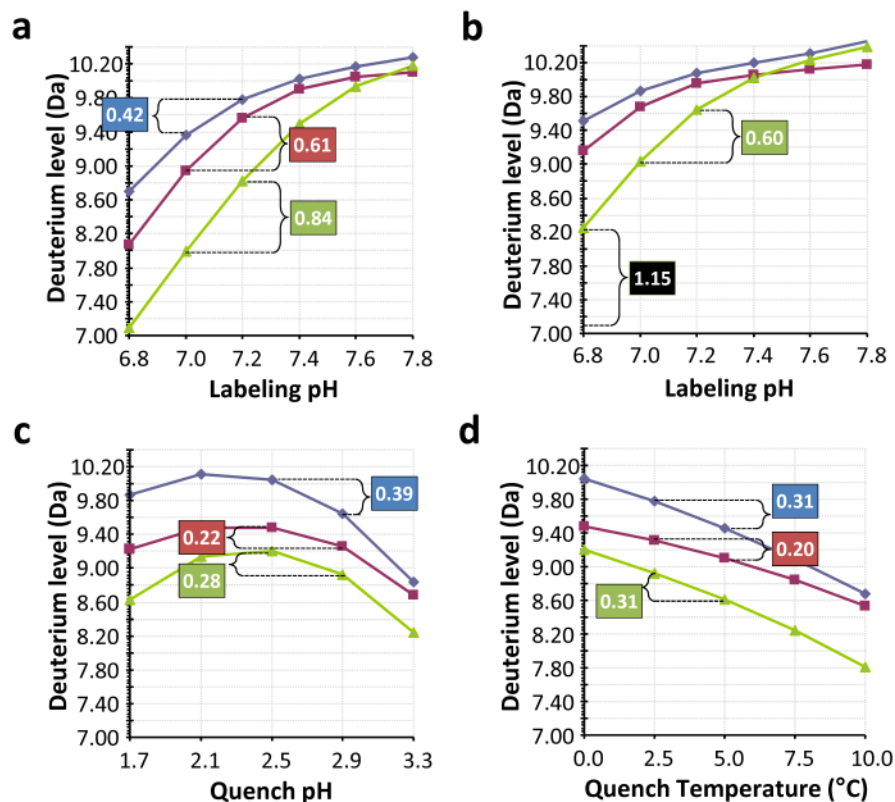 a
Deuterium level (Da)
10.20
9.80
9.40
9.00
8.60
8.20
7.80
7.40
7.00
0.42
0.61
0.84
6.8 7.0 7.2 7.4 7.6 7.8
Labeling pH
b
Deuterium level (Da)
10.20
9.80
9.40
9.00
8.60
8.20
7.80
7.40
7.00
0.60
1.15
6.8 7.0 7.2 7.4 7.6 7.8
Labeling pH
c
Deuterium level (Da)
10.20
9.80
9.40
9.00
8.60
8.20
7.80
7.40
7.00
0.39
0.22
0.28
1.7 2.1 2.5 2.9 3.3
Quench pH
d
Deuterium level (Da)
10.20
9.80
9.40
9.00
8.60
8.20
7.80
7.40
7.00
0.31
0.20
0.31
0.0 2.5 5.0 7.5 10.0
Quench Temperature (°C)